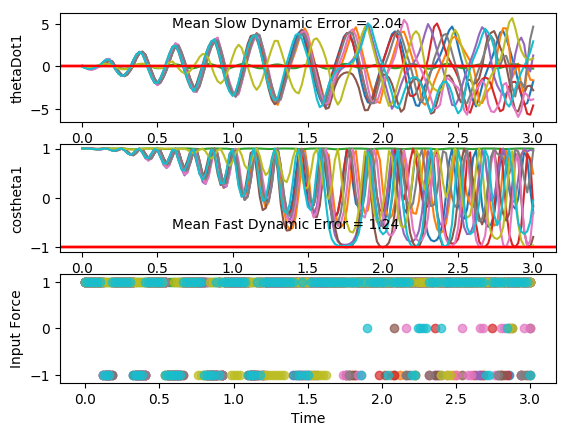 Mean Slow Dynamic Error = 2.04
thetaDot1
5
0
−5
0.0 0.5 1.0 1.5 2.0 2.5 3.0
costheta1
1
0
−1
Mean Fast Dynamic Error = 1.24
0.0 0.5 1.0 1.5 2.0 2.5 3.0
Input Force
1
0
−1
0.0 0.5 1.0 1.5 2.0 2.5 3.0
Time